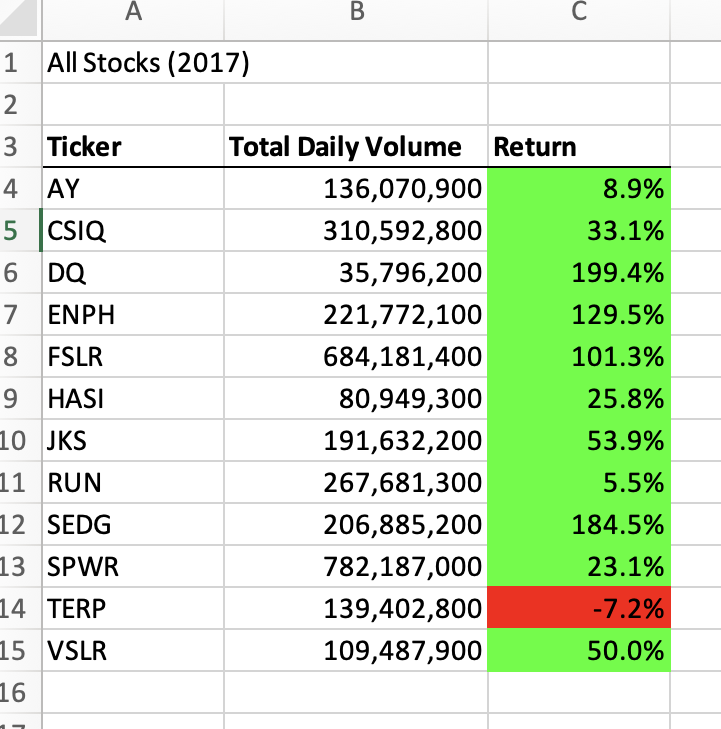 A B C
1 All Stocks (2017)
2
3 Ticker Total Daily Volume Return
4 AY 136,070,900 8.9%
5 CSIQ 310,592,800 33.1%
6 DQ 35,796,200 199.4%
7 ENPH 221,772,100 129.5%
8 FSLR 684,181,400 101.3%
9 HASI 80,949,300 25.8%
10 JKS 191,632,200 53.9%
11 RUN 267,681,300 5.5%
12 SEDG 206,885,200 184.5%
13 SPWR 782,187,000 23.1%
14 TERP 139,402,800 -7.2%
15 VSLR 109,487,900 50.0%
16